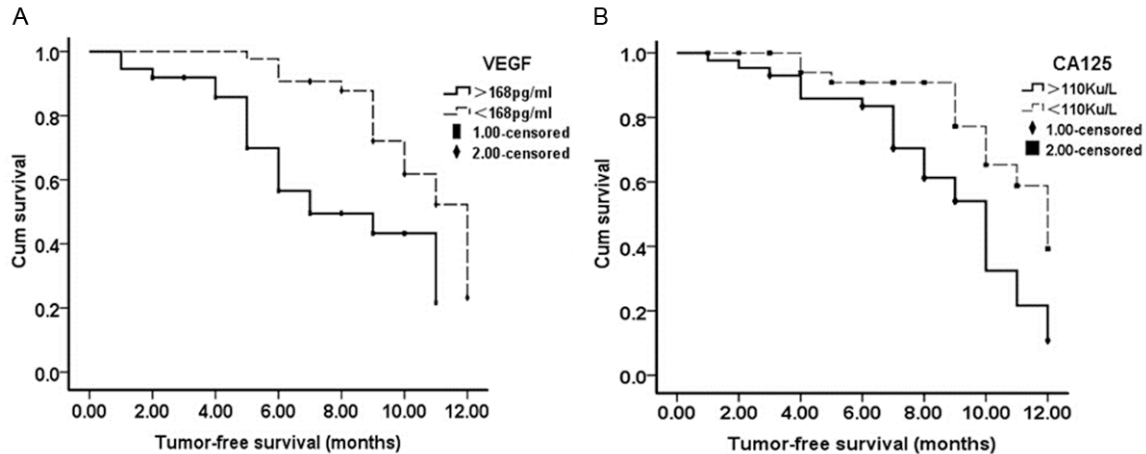 A
VEGF
>168pg/ml
<168pg/ml
1.00-censored
2.00-censored
1.0
0.8
0.6
0.4
0.2
0.0
Cum survival
0.00 2.00 4.00 6.00 8.00 10.00 12.00
Tumor-free survival (months)
B
CA125
>110Ku/L
<110Ku/L
1.00-censored
2.00-censored
1.0
0.8
0.6
0.4
0.2
0.0
Cum survival
0.00 2.00 4.00 6.00 8.00 10.00 12.00
Tumor-free survival (months)